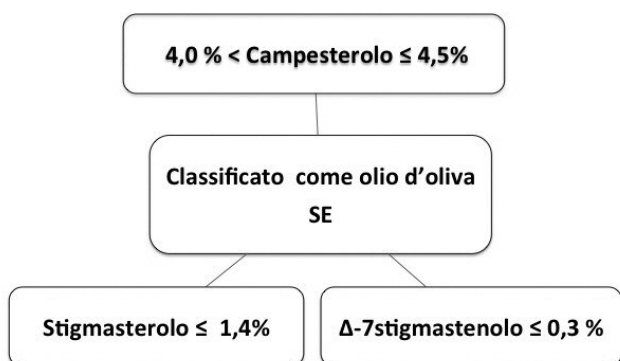 4,0 % < Campesterolo ≤ 4,5%
Classificato come olio d'oliva
SE
Stigmasterolo ≤ 1,4%
Δ-7stigmastenolo ≤ 0,3 %